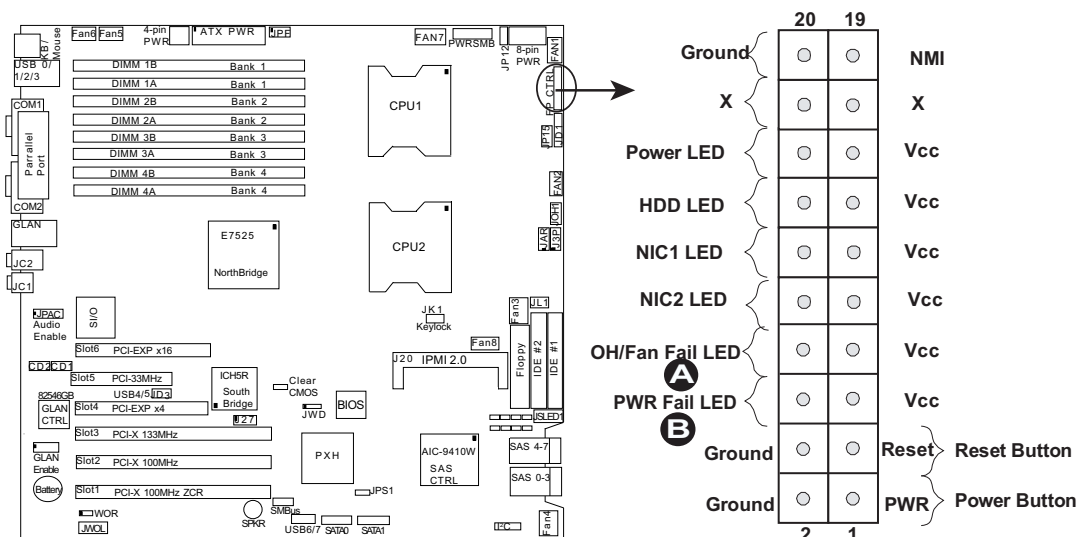 Fan6 Fan5
4-pin
PWR
ATX PWR
JPF
FAN7
PWRSMB
JP12
8-pin
PWR
FAN1
KB/
Mouse
USB 0/
1/2/3
DIMM 1B Bank 1
DIMM 1A Bank 1
DIMM 2B Bank 2
DIMM 2A Bank 2
DIMM 3B Bank 3
DIMM 3A Bank 3
DIMM 4B Bank 4
DIMM 4A Bank 4
CPU1
FP CTRL
JP15
JD1
COM1
Parrallel
Port
COM2
GLAN
JC2
JC1
E7525
NorthBridge
CPU2
FAN2
JOH1
JAR
J3P
JPAC
Audio
Enable
SI/O
JK1
Keylock
Fan3
JL1
Fan8
Floppy
IDE #2
IDE #1
J20 IPMI 2.0
Slot6 PCI-EXP x16
CD2 CD1
Slot5 PCI-33MHz
ICH5R
South
Bridge
Clear
CMOS
82546GB
GLAN
CTRL
USB4/5 JD3
Slot4 PCI-EXP x4
J27
JWD
BIOS
JSLED1
Slot3 PCI-X 133MHz
GLAN
Enable
Slot2 PCI-X 100MHz
PXH
AIC-9410W
SAS
CTRL
SAS 4-7
SAS 0-3
Battery
Slot1 PCI-X 100MHz ZCR
JPS1
WOR
JWOL
SPKR
SMBus
USB6/7
SATA0
SATA1
I²C
Fan4
20 19
Ground NMI
X X
Power LED Vcc
HDD LED Vcc
NIC1 LED Vcc
NIC2 LED Vcc
OH/Fan Fail LED Vcc
A
PWR Fail LED Vcc
B
Ground Reset Reset Button
Ground PWR Power Button
2 1